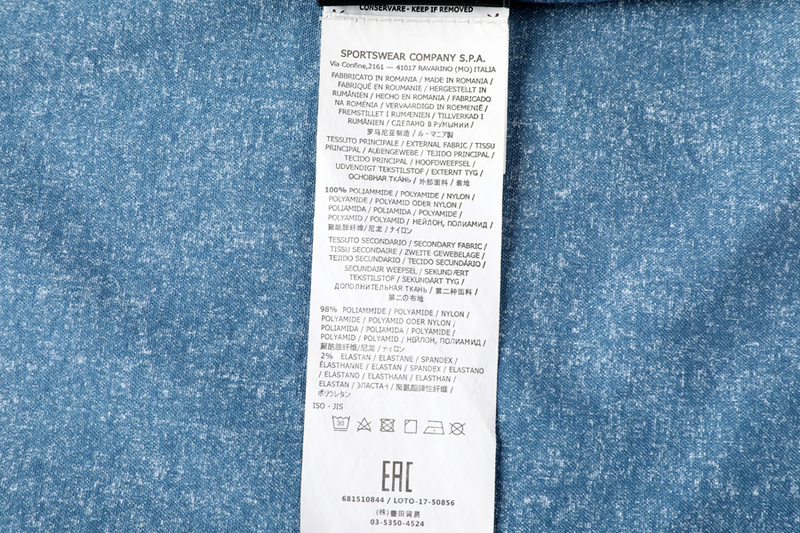 CONSERVARE - KEEP IF REMOVED
SPORTSWEAR COMPANY S.P.A.
Via Confine,2161 — 41017 RAVARINO (MO) ITALIA
FABBRICATO IN ROMANIA / MADE IN ROMANIA /
FABRIQUÉ EN ROUMANIE / HERGESTELLT IN
RUMÄNIEN / HECHO EN ROMANIA / FABRICADO
NA ROMÉNIA / VERVAARDIGD IN ROEMENIË /
FREMSTILLET I RUMÆNIEN / TILLVERKAD I
RUMÄNIEN / СДЕЛАНО В РУМЫНИИ /
罗马尼亚制造 / ルーマニア製
TESSUTO PRINCIPALE / EXTERNAL FABRIC / TISSU
PRINCIPAL / AUßENGEWEBE / TEJIDO PRINCIPAL /
TECIDO PRINCIPAL / HOOFDWEEFSEL /
UDVENDIGT TEKSTILSTOF / EXTERNT TYG /
ОСНОВНАЯ ТКАНЬ / 外部面料 / 表地
100% POLIAMMIDE / POLYAMIDE / NYLON /
POLYAMIDE / POLYAMID ODER NYLON /
POLIAMIDA / POLIAMIDA / POLYAMIDE /
POLYAMID / POLYAMID / НЕЙЛОН, ПОЛИАМИД /
聚酰胺纤维/尼龙 / ナイロン
TESSUTO SECONDARIO / SECONDARY FABRIC /
TISSU SECONDAIRE / ZWEITE GEWEBELAGE /
TEJIDO SECUNDARIO / TECIDO SECUNDÁRIO /
SECUNDAIR WEEFSEL / SEKUNDÆRT
TEKSTILSTOF / SEKUNDÄRT TYG /
ДОПОЛНИТЕЛЬНАЯ ТКАНЬ / 第二种面料 /
第二の布地
98% POLIAMMIDE / POLYAMIDE / NYLON /
POLYAMIDE / POLYAMID ODER NYLON /
POLIAMIDA / POLIAMIDA / POLYAMIDE /
POLYAMID / POLYAMID / НЕЙЛОН, ПОЛИАМИД /
聚酰胺纤维/尼龙 / ナイロン
2% ELASTAN / ELASTANE / SPANDEX /
ÉLASTHANNE / ELASTAN / SPANDEX / ELASTANO
/ ELASTANO / ELASTHAAN / ELASTHAN /
ELASTAN / ЭЛАСТАН / 聚氨酯弹性纤维 /
ポリウレタン
ISO - JIS
30
EAC
681510844 / LOTO-17-50856
(株)豊田貿易
03-5350-4524